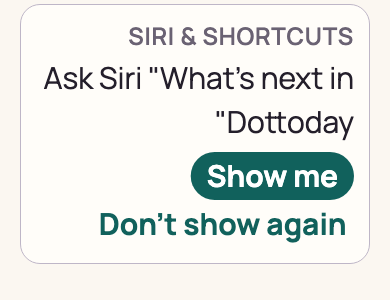 SIRI & SHORTCUTS
Ask Siri "What's next in
"Dottoday
Show me
Don't show again